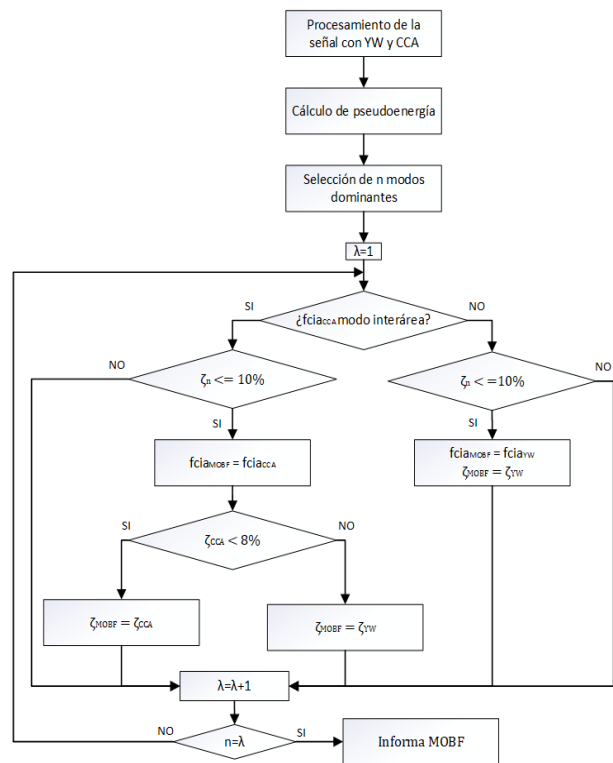 Procesamiento de
la señal con YW y CCA
Cálculo de pseudoenergía
Selección de n modos
dominantes
λ=1
¿fciaCCA modo interárea?
SI
NO
ζn <= 10%
NO
SI
ζn <=10%
NO
SI
fciaMOBF = fciaCCA
fciaMOBF = fciaYW
ζMOBF = ζYW
ζCCA < 8%
SI
NO
ζMOBF = ζCCA
ζMOBF = ζYW
λ=λ+1
n=λ
NO
SI
Informa MOBF